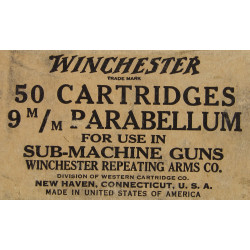 WINCHESTER
TRADE MARK
50 CARTRIDGES
9 M/M PARABELLUM
FOR USE IN
SUB-MACHINE GUNS
WINCHESTER REPEATING ARMS CO.
DIVISION OF WESTERN CARTRIDGE CO.
NEW HAVEN, CONNECTICUT, U. S. A.
MADE IN UNITED STATES OF AMERICA